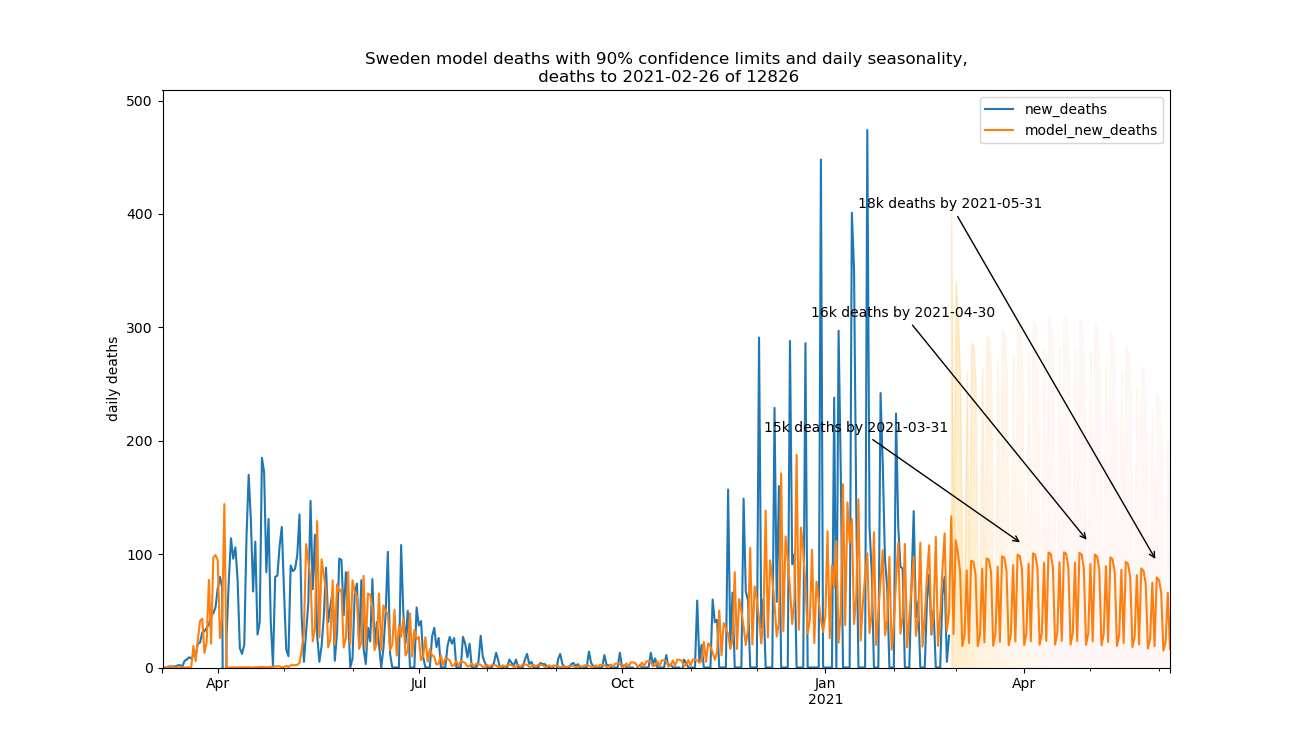 Sweden model deaths with 90% confidence limits and daily seasonality,
deaths to 2021-02-26 of 12826
new_deaths
model_new_deaths
500
400
300
200
100
0
daily deaths
18k deaths by 2021-05-31
16k deaths by 2021-04-30
15k deaths by 2021-03-31
Apr
Jul
Oct
Jan
2021
Apr